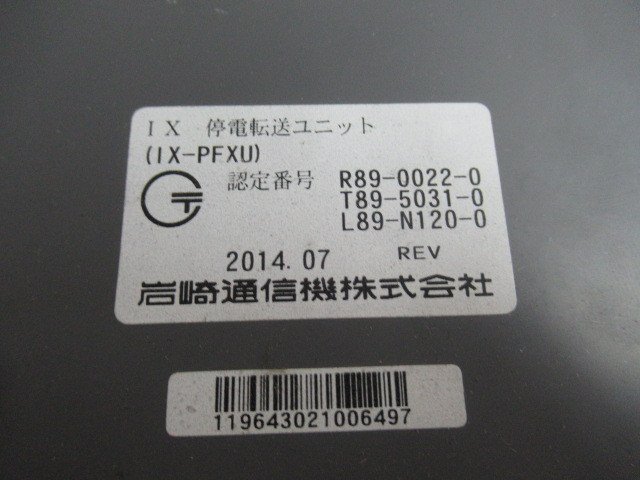 IX 停電転送ユニット
(IX-PFXU)
認定番号 R89-0022-0
T89-5031-0
L89-N120-0
2014.07 REV
岩崎通信機株式会社
119643021006497